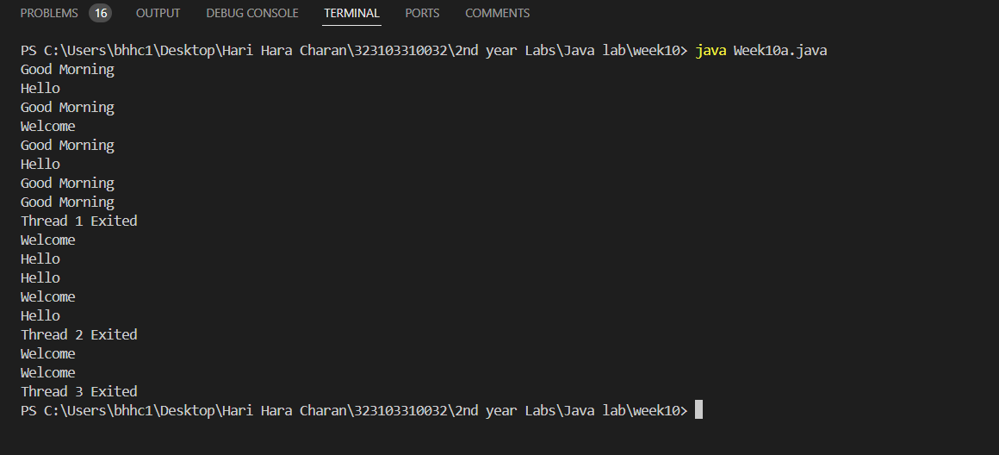 PROBLEMS 16 OUTPUT DEBUG CONSOLE TERMINAL PORTS COMMENTS
PS C:\Users\bhhc1\Desktop\Hari Hara Charan\323103310032\2nd year Labs\Java lab\week10> java Week10a.java
Good Morning
Hello
Good Morning
Welcome
Good Morning
Hello
Good Morning
Good Morning
Thread 1 Exited
Welcome
Hello
Hello
Welcome
Hello
Thread 2 Exited
Welcome
Welcome
Thread 3 Exited
PS C:\Users\bhhc1\Desktop\Hari Hara Charan\323103310032\2nd year Labs\Java lab\week10>